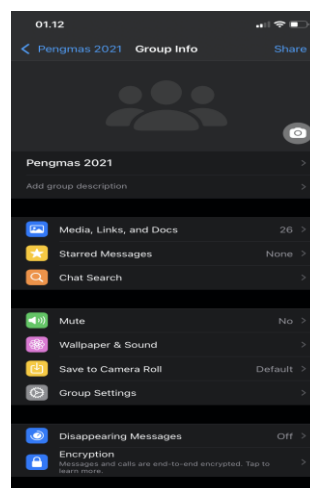 01.12
Pengmas 2021 Group Info Share
Pengmas 2021
Add group description
Media, Links, and Docs 26
Starred Messages None
Chat Search
Mute No
Wallpaper & Sound
Save to Camera Roll Default
Group Settings
Disappearing Messages Off
Encryption
Messages and calls are end-to-end encrypted. Tap to
learn more.